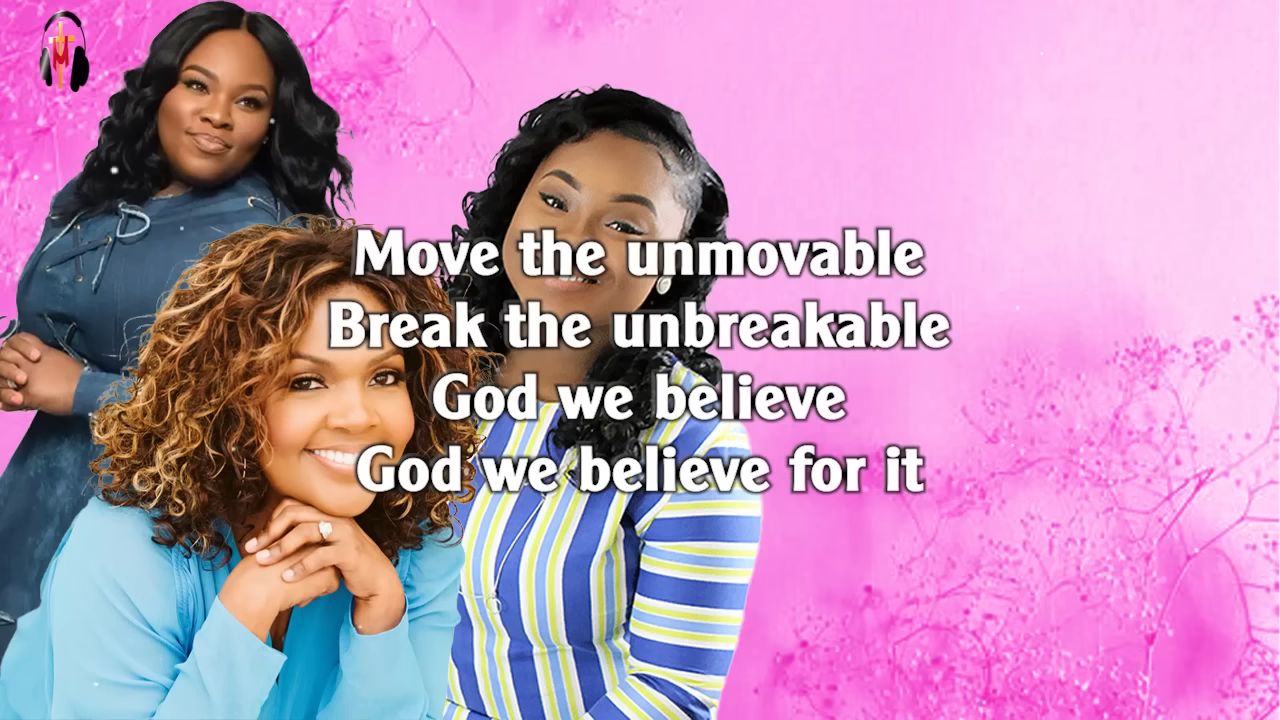 Move the unmovable
Break the unbreakable
God we believe
God we believe for it